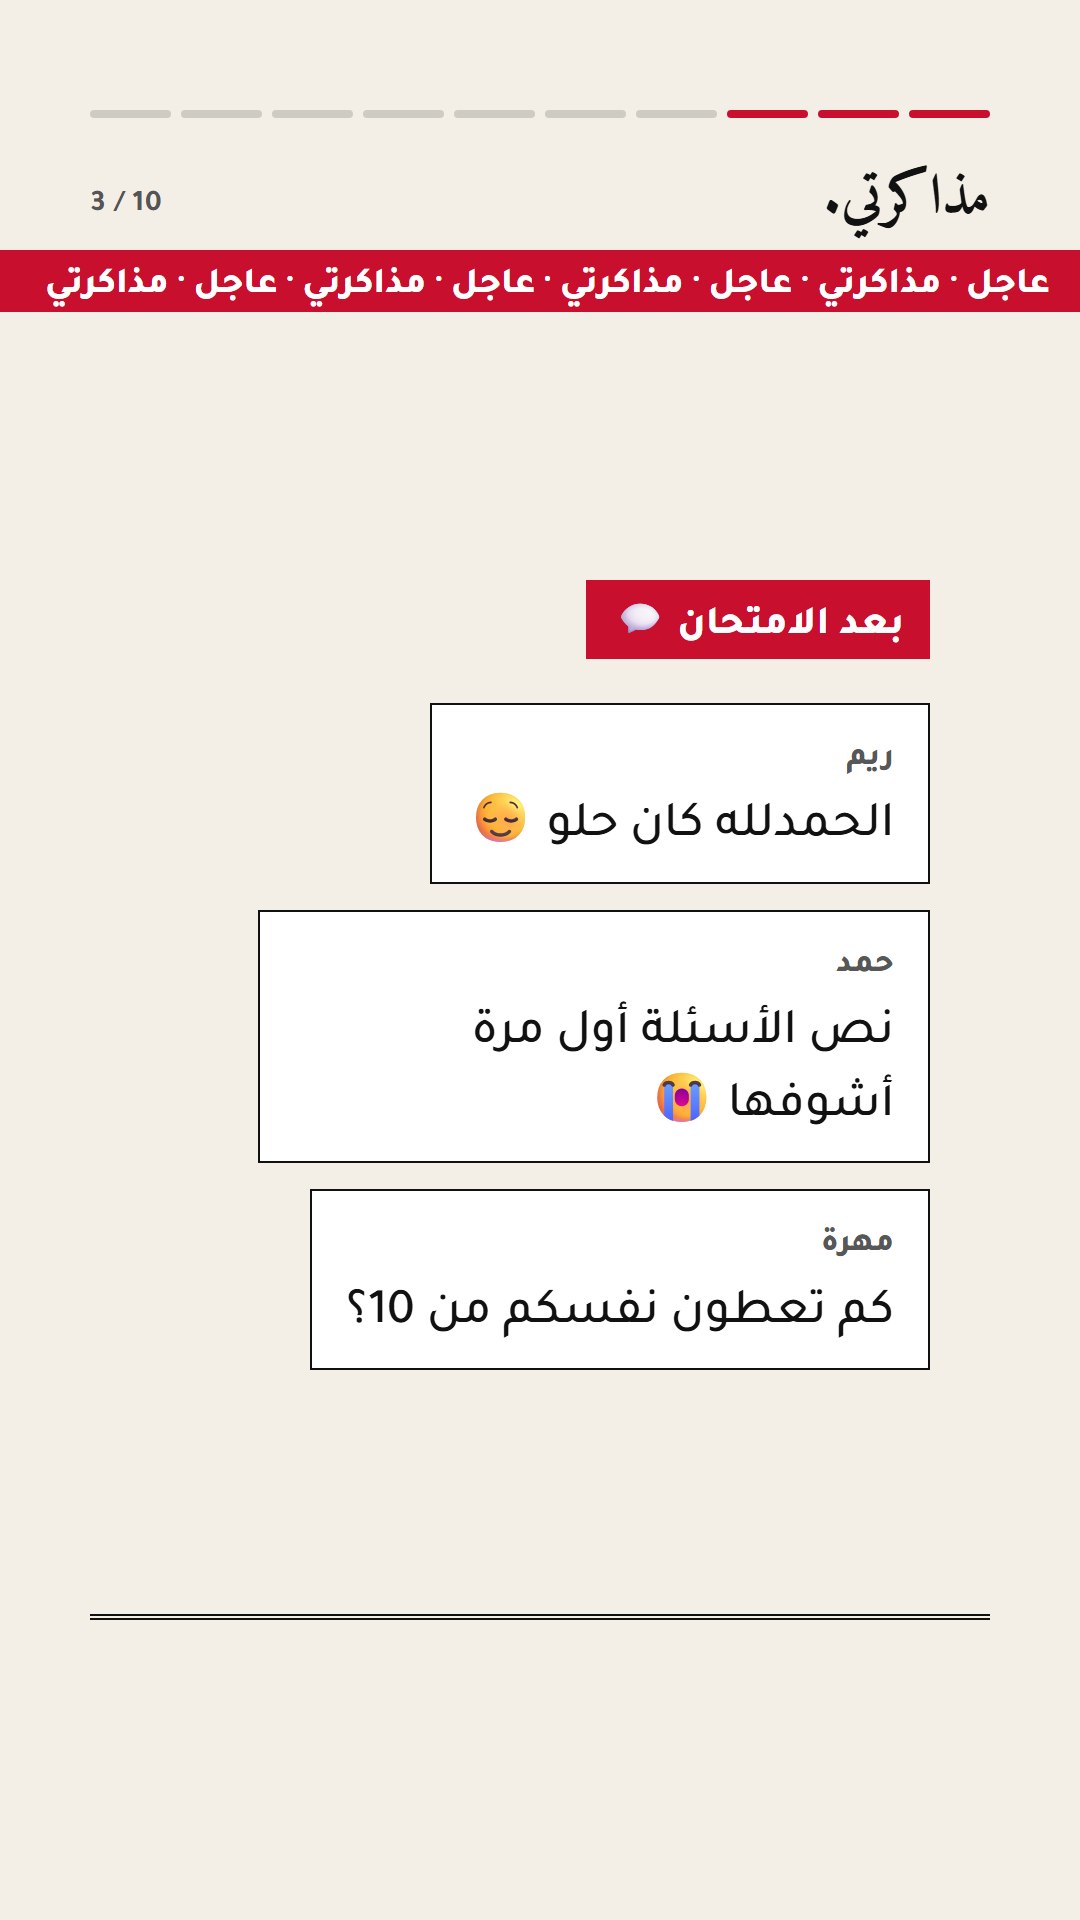 مذاكرتي.
3 / 10
عاجل · مذاكرتي · عاجل · مذاكرتي · عاجل · مذاكرتي · عاجل · مذاكرتي
بعد الامتحان 💬
ريم
الحمدلله كان حلو 😌
حمد
نص الأسئلة أول مرة
أشوفها 😭
مهرة
كم تعطون نفسكم من 10؟